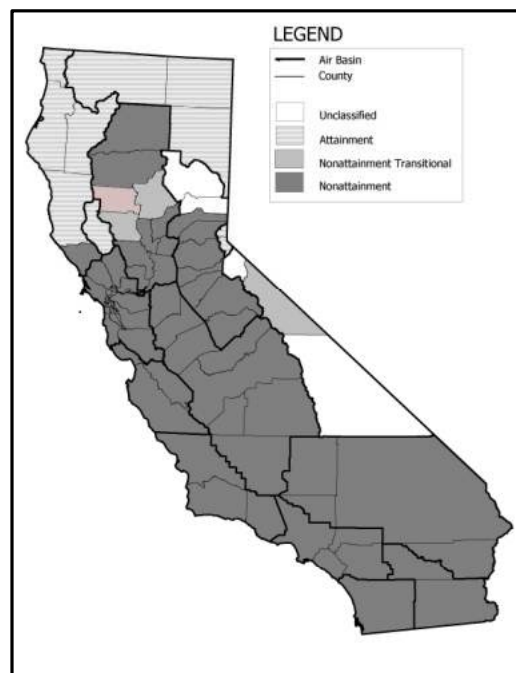 LEGEND
Air Basin
County
Unclassified
Attainment
Nonattainment Transitional
Nonattainment